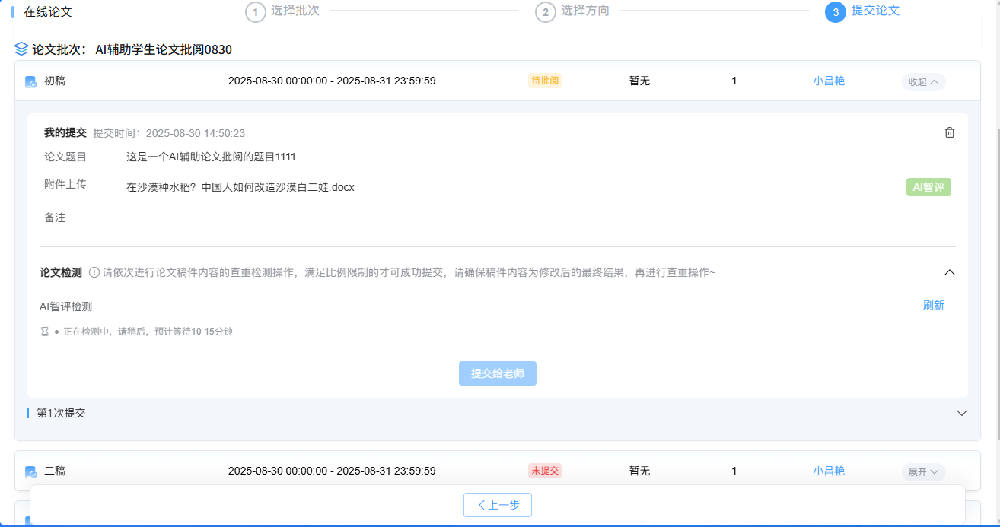 在线论文
1 选择批次
2 选择方向
3 提交论文
论文批次： AI辅助学生论文批阅0830
初稿 2025-08-30 00:00:00 - 2025-08-31 23:59:59 待批阅 暂无 1 小昌艳 收起
我的提交 提交时间：2025-08-30 14:50:23
论文题目 这是一个AI辅助论文批阅的题目1111
附件上传 在沙漠种水稻？中国人如何改造沙漠白二娃.docx AI智评
备注
论文检测 请依次进行论文稿件内容的查重检测操作，满足比例限制的才可成功提交，请确保稿件内容为修改后的最终结果，再进行查重操作~
AI智评检测 刷新
正在检测中，请稍后，预计等待10-15分钟
提交给老师
第1次提交
二稿 2025-08-30 00:00:00 - 2025-08-31 23:59:59 未提交 暂无 1 小昌艳 展开
上一步